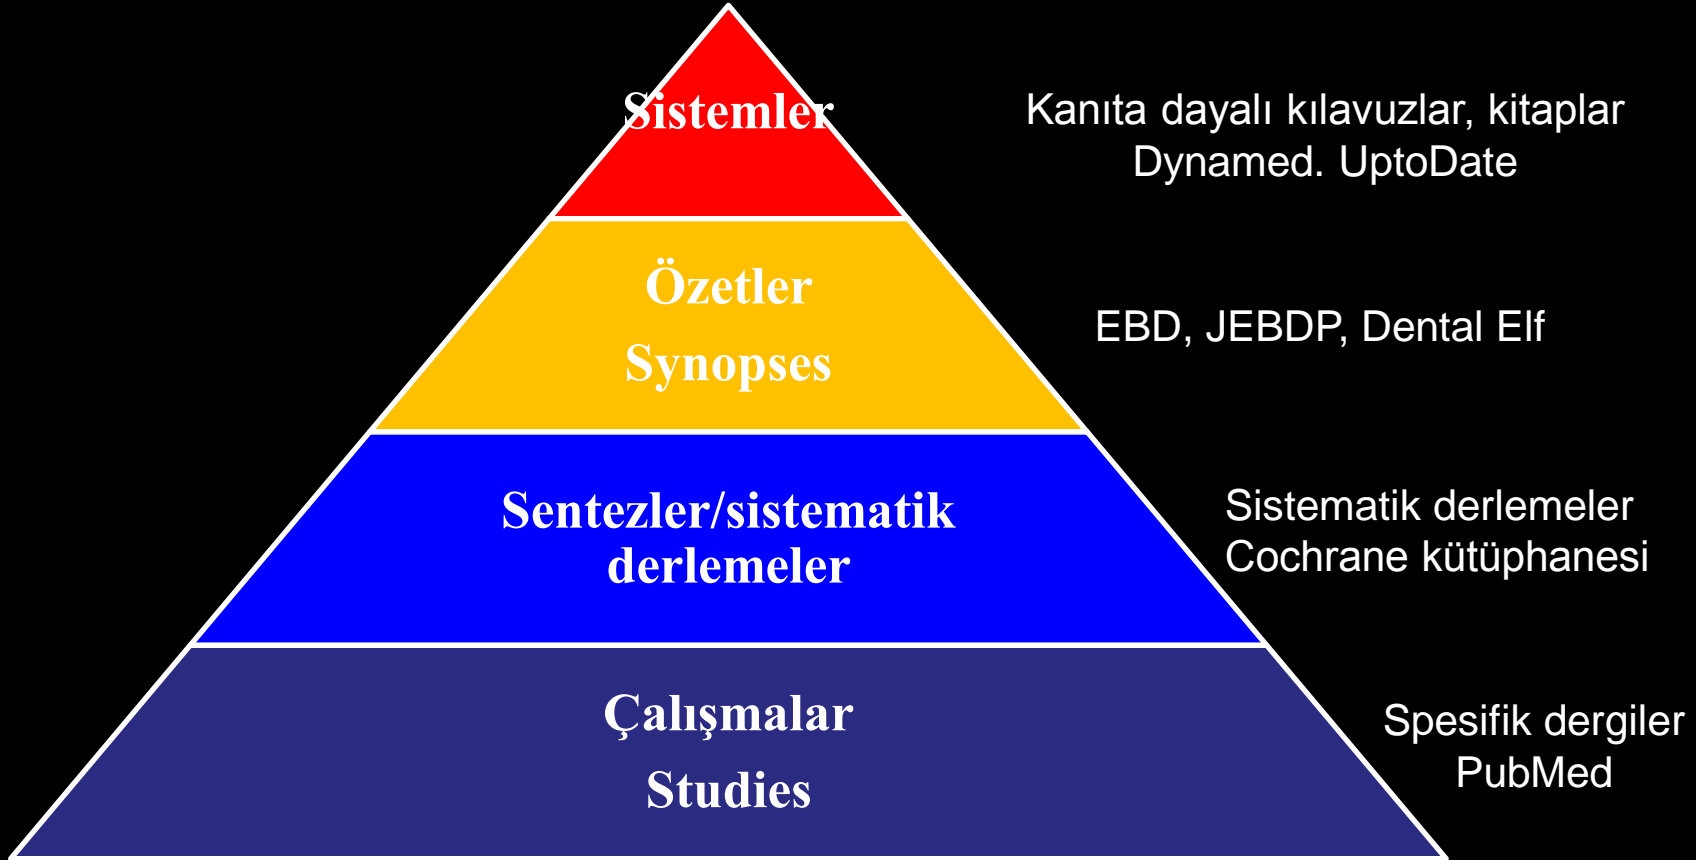 Sistemler
Kanıta dayalı kılavuzlar, kitaplar
Dynamed. UptoDate
Özetler
Synopses
EBD, JEBDP, Dental Elf
Sentezler/sistematik
derlemeler
Sistematik derlemeler
Cochrane kütüphanesi
Çalışmalar
Studies
Spesifik dergiler
PubMed